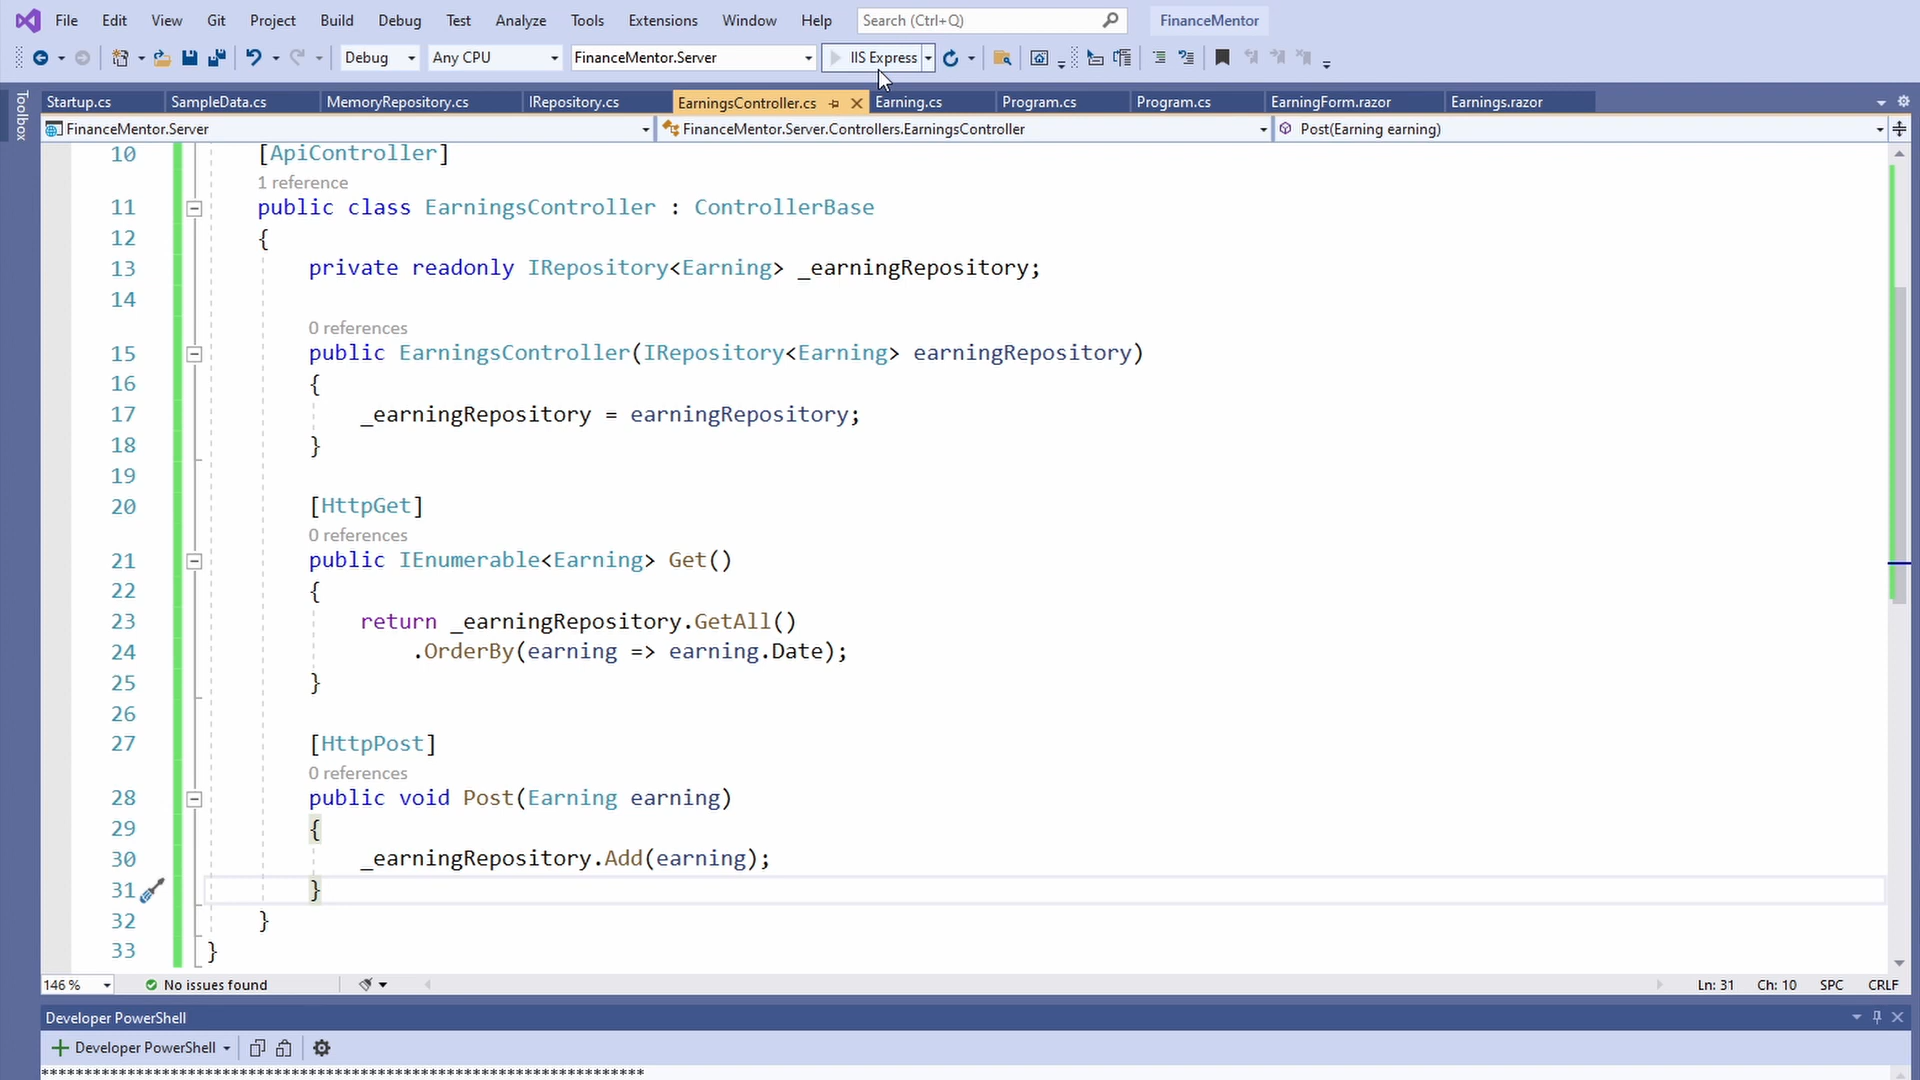 File Edit View Git Project Build Debug Test Analyze Tools Extensions Window Help Search (Ctrl+Q) FinanceMentor
Debug Any CPU FinanceMentor.Server IIS Express
Toolbox
Startup.cs SampleData.cs MemoryRepository.cs IRepository.cs EarningsController.cs Earning.cs Program.cs Program.cs EarningForm.razor Earnings.razor
FinanceMentor.Server FinanceMentor.Server.Controllers.EarningsController Post(Earning earning)
10 [ApiController]
1 reference
11 public class EarningsController : ControllerBase
12 {
13 private readonly IRepository<Earning> _earningRepository;
14
0 references
15 public EarningsController(IRepository<Earning> earningRepository)
16 {
17 _earningRepository = earningRepository;
18 }
19
20 [HttpGet]
0 references
21 public IEnumerable<Earning> Get()
22 {
23 return _earningRepository.GetAll()
24 .OrderBy(earning => earning.Date);
25 }
26
27 [HttpPost]
0 references
28 public void Post(Earning earning)
29 {
30 _earningRepository.Add(earning);
31 }
32 }
33 }
146 % No issues found Ln: 31 Ch: 10 SPC CRLF
Developer PowerShell
Developer PowerShell
**********************************************************************